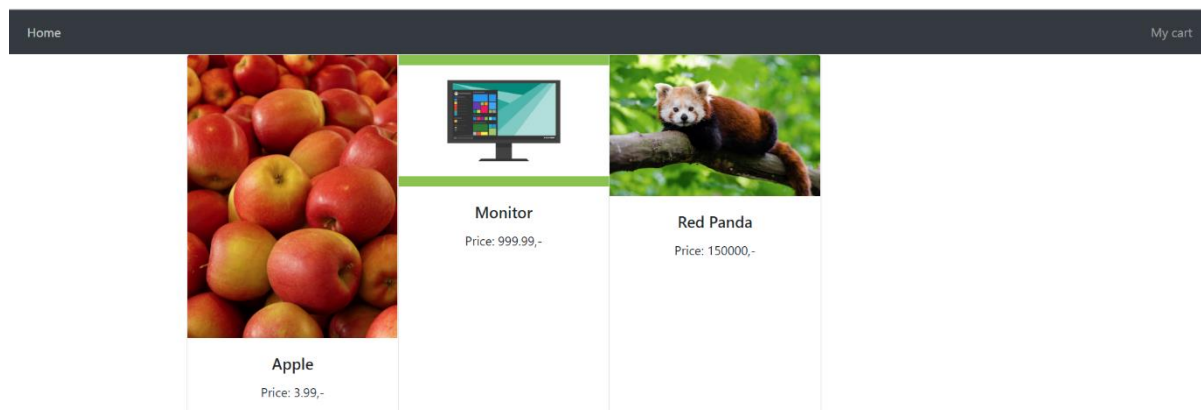 Home
My cart
Apple
Price: 3.99,-
Monitor
Price: 999.99,-
Red Panda
Price: 150000,-